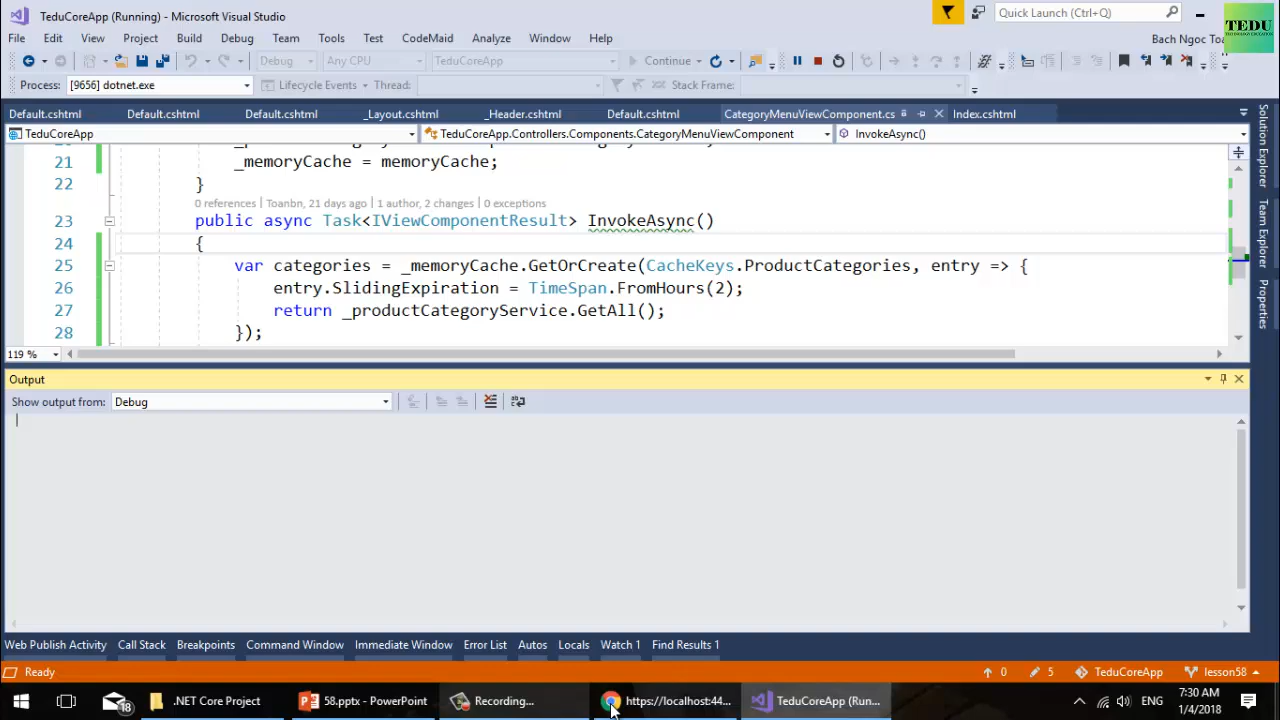 TeduCoreApp (Running) - Microsoft Visual Studio
Quick Launch (Ctrl+Q)
TEDU
File Edit View Project Build Debug Team Tools Test CodeMaid Analyze Window Help
Bach Ngoc Toa
Debug Any CPU TeduCoreApp Continue
Process: [9656] dotnet.exe Lifecycle Events Thread: Stack Frame:
Default.cshtml Default.cshtml Default.cshtml _Layout.cshtml _Header.cshtml Default.cshtml CategoryMenuViewComponent.cs Index.cshtml
TeduCoreApp TeduCoreApp.Controllers.Components.CategoryMenuViewComponent InvokeAsync()
21 _memoryCache = memoryCache;
22 }
0 references | Toanbn, 21 days ago | 1 author, 2 changes | 0 exceptions
23 public async Task<IViewComponentResult> InvokeAsync()
24 {
25 var categories = _memoryCache.GetOrCreate(CacheKeys.ProductCategories, entry => {
26 entry.SlidingExpiration = TimeSpan.FromHours(2);
27 return _productCategoryService.GetAll();
28 });
119 %
Output
Show output from: Debug
Solution Explorer
Team Explorer
Properties
Web Publish Activity Call Stack Breakpoints Command Window Immediate Window Error List Autos Locals Watch 1 Find Results 1
Ready 0 5 TeduCoreApp lesson58
18 .NET Core Project 58.pptx - PowerPoint Recording... https://localhost:44... TeduCoreApp (Run... ENG 7:30 AM
1/4/2018